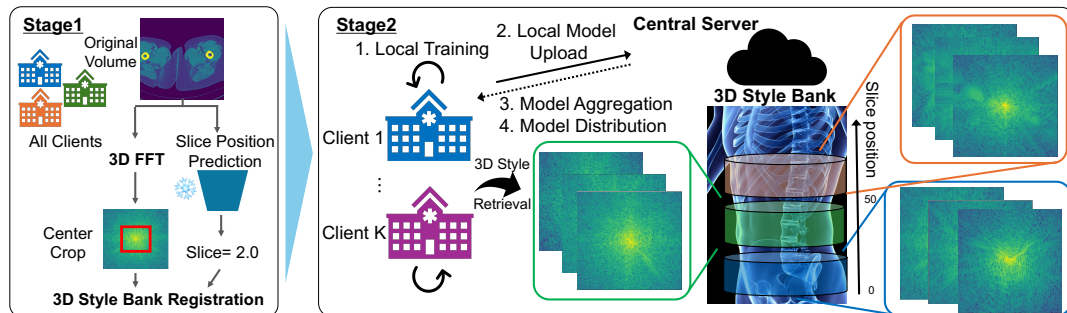 Stage1
Original
Volume
All Clients
3D FFT
Slice Position
Prediction
Center
Crop
Slice= 2.0
3D Style Bank Registration
Stage2
1. Local Training
2. Local Model
Upload
Central Server
Client 1
3. Model Aggregation
4. Model Distribution
⋮
Client K
3D Style
Retrieval
3D Style Bank
Slice position
50
0